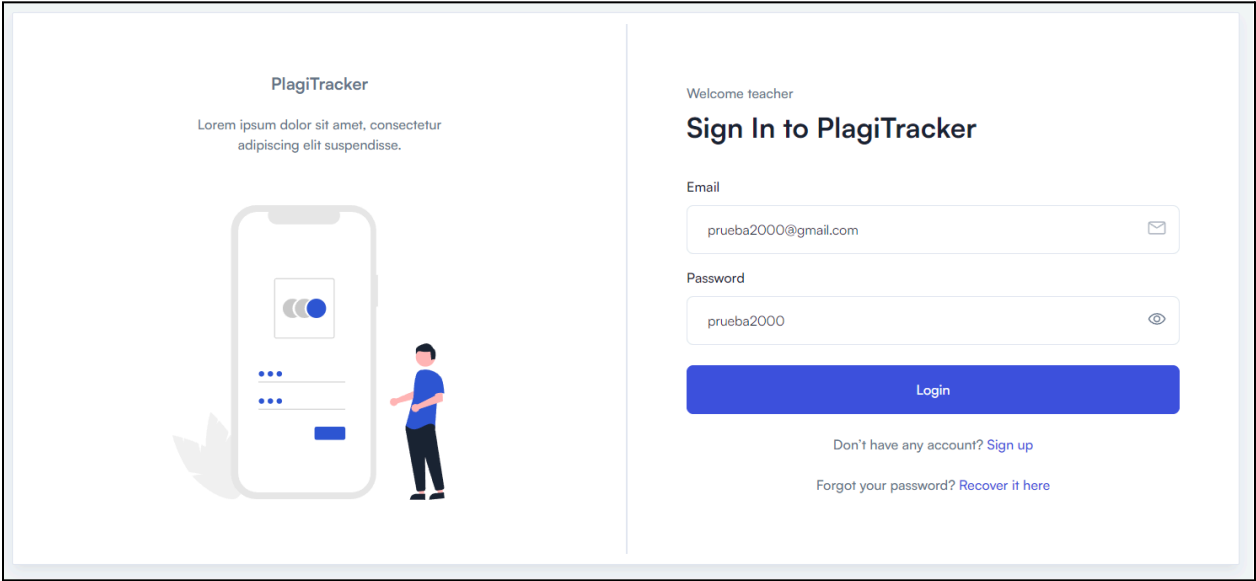 PlagiTracker
Lorem ipsum dolor sit amet, consectetur
adipiscing elit suspendisse.
Welcome teacher
Sign In to PlagiTracker
Email
prueba2000@gmail.com
Password
prueba2000
Login
Don’t have any account? Sign up
Forgot your password? Recover it here